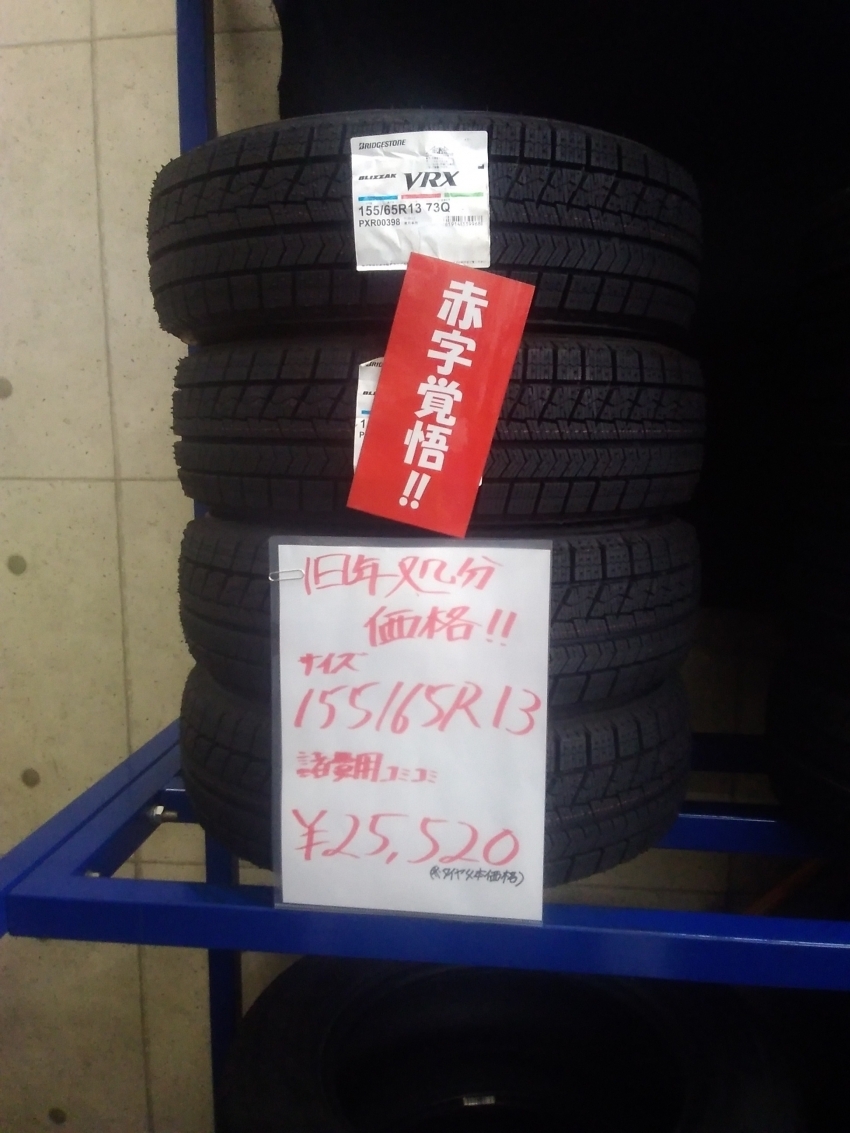 BRIDGESTONE
BLIZZAK VRX
155/65R13 73Q
PXR00398
赤字覚悟!!
旧年処分
価格!!
サイズ
155/65R13
諸費用コミコミ
¥25,520
(※タイヤ4本価格)